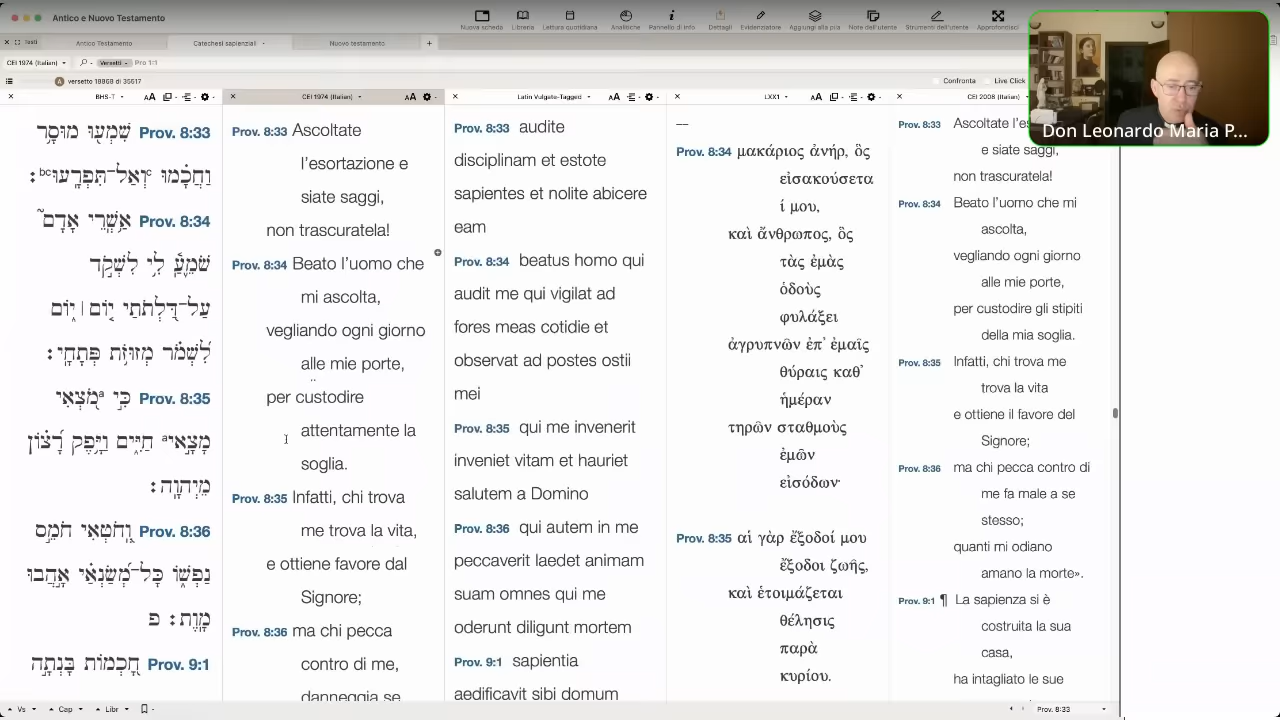 Antico e Nuovo Testamento
Nuova scheda
Libreria
Lettura quotidiana
Analisi
Pannello di info
Dettagli
Evidenziatore
Aggiungi alla pila
Note dell'utente
Strumenti dell'utente
Approfondisci
Testi
Antico Testamento
Catechesi sapienziali
Nuovo testamento
CEI 1974 (Italian)
Versetti
Pro 1:1
versetto 18868 di 35517
Confronta
Live Click
BHS-T
CEI 1974 (Italian)
Latin Vulgate-Tagged
LXX1
CEI 2008 (Italian)
Prov. 8:33 שִׁמְע֖וּ מוּסָ֥ר
וַחֲכָ֗מוּ ᶜוְאַל־תִּפְרָֽעוּᵇᶜ׃
Prov. 8:34 אַ֥שְֽׁרֵי אָדָם֮
שֹׁמֵ֪עַֽ֫ לִ֥י לִשְׁקֹ֣ד
עַל־דַּ֭לְתֹתַי י֤וֹם ׀ י֑וֹם
לִ֝שְׁמֹ֗ר מְזוּזֹ֥ת פְּתָחָֽי׃
Prov. 8:35 כִּ֣י ᵃמֹ֭צְאִי
מָצָ֣איᵃ חַיִּ֑ים וַיָּ֥פֶק רָ֝צ֗וֹן
מֵיְהוָֽה׃
Prov. 8:36 וְֽ֭חֹטְאִי חֹמֵ֣ס
נַפְשׁ֑וֹ כָּל־מְ֝שַׂנְאַ֗י אָ֣הֲבוּ
מָֽוֶת׃ פ
Prov. 9:1 חָ֭כְמוֹת בָּנְתָ֣ה
Prov. 8:33 Ascoltate
l'esortazione e
siate saggi,
non trascuratela!
Prov. 8:34 Beato l'uomo che
mi ascolta,
vegliando ogni giorno
alle mie porte,
per custodire
attentamente la
soglia.
Prov. 8:35 Infatti, chi trova
me trova la vita,
e ottiene favore dal
Signore;
Prov. 8:36 ma chi pecca
contro di me,
danneggia se
Prov. 8:33 audite
disciplinam et estote
sapientes et nolite abicere
eam
Prov. 8:34 beatus homo qui
audit me qui vigilat ad
fores meas cotidie et
observat ad postes ostii
mei
Prov. 8:35 qui me invenerit
inveniet vitam et hauriet
salutem a Domino
Prov. 8:36 qui autem in me
peccaverit laedet animam
suam omnes qui me
oderunt diligunt mortem
Prov. 9:1 sapientia
aedificavit sibi domum
—
Prov. 8:34 μακάριος ἀνήρ, ὃς
εἰσακούσετα
ί μου,
καὶ ἄνθρωπος, ὃς
τὰς ἐμὰς
ὁδοὺς
φυλάξει
ἀγρυπνῶν ἐπ᾽ ἐμαῖς
θύραις καθ᾽
ἡμέραν
τηρῶν σταθμοὺς
ἐμῶν
εἰσόδων·
Prov. 8:35 αἱ γὰρ ἔξοδοί μου
ἔξοδοι ζωῆς,
καὶ ἑτοιμάζεται
θέλησις
παρὰ
κυρίου.
Prov. 8:33 Ascoltate l'es
e siate saggi,
non trascuratela!
Prov. 8:34 Beato l'uomo che mi
ascolta,
vegliando ogni giorno
alle mie porte,
per custodire gli stipiti
della mia soglia.
Prov. 8:35 Infatti, chi trova me
trova la vita
e ottiene il favore del
Signore;
Prov. 8:36 ma chi pecca contro di
me fa male a se
stesso;
quanti mi odiano
amano la morte».
Prov. 9:1 ¶ La sapienza si è
costruita la sua
casa,
ha intagliato le sue
Don Leonardo Maria P...
Vs
Cap
Libr
Prov. 8:33